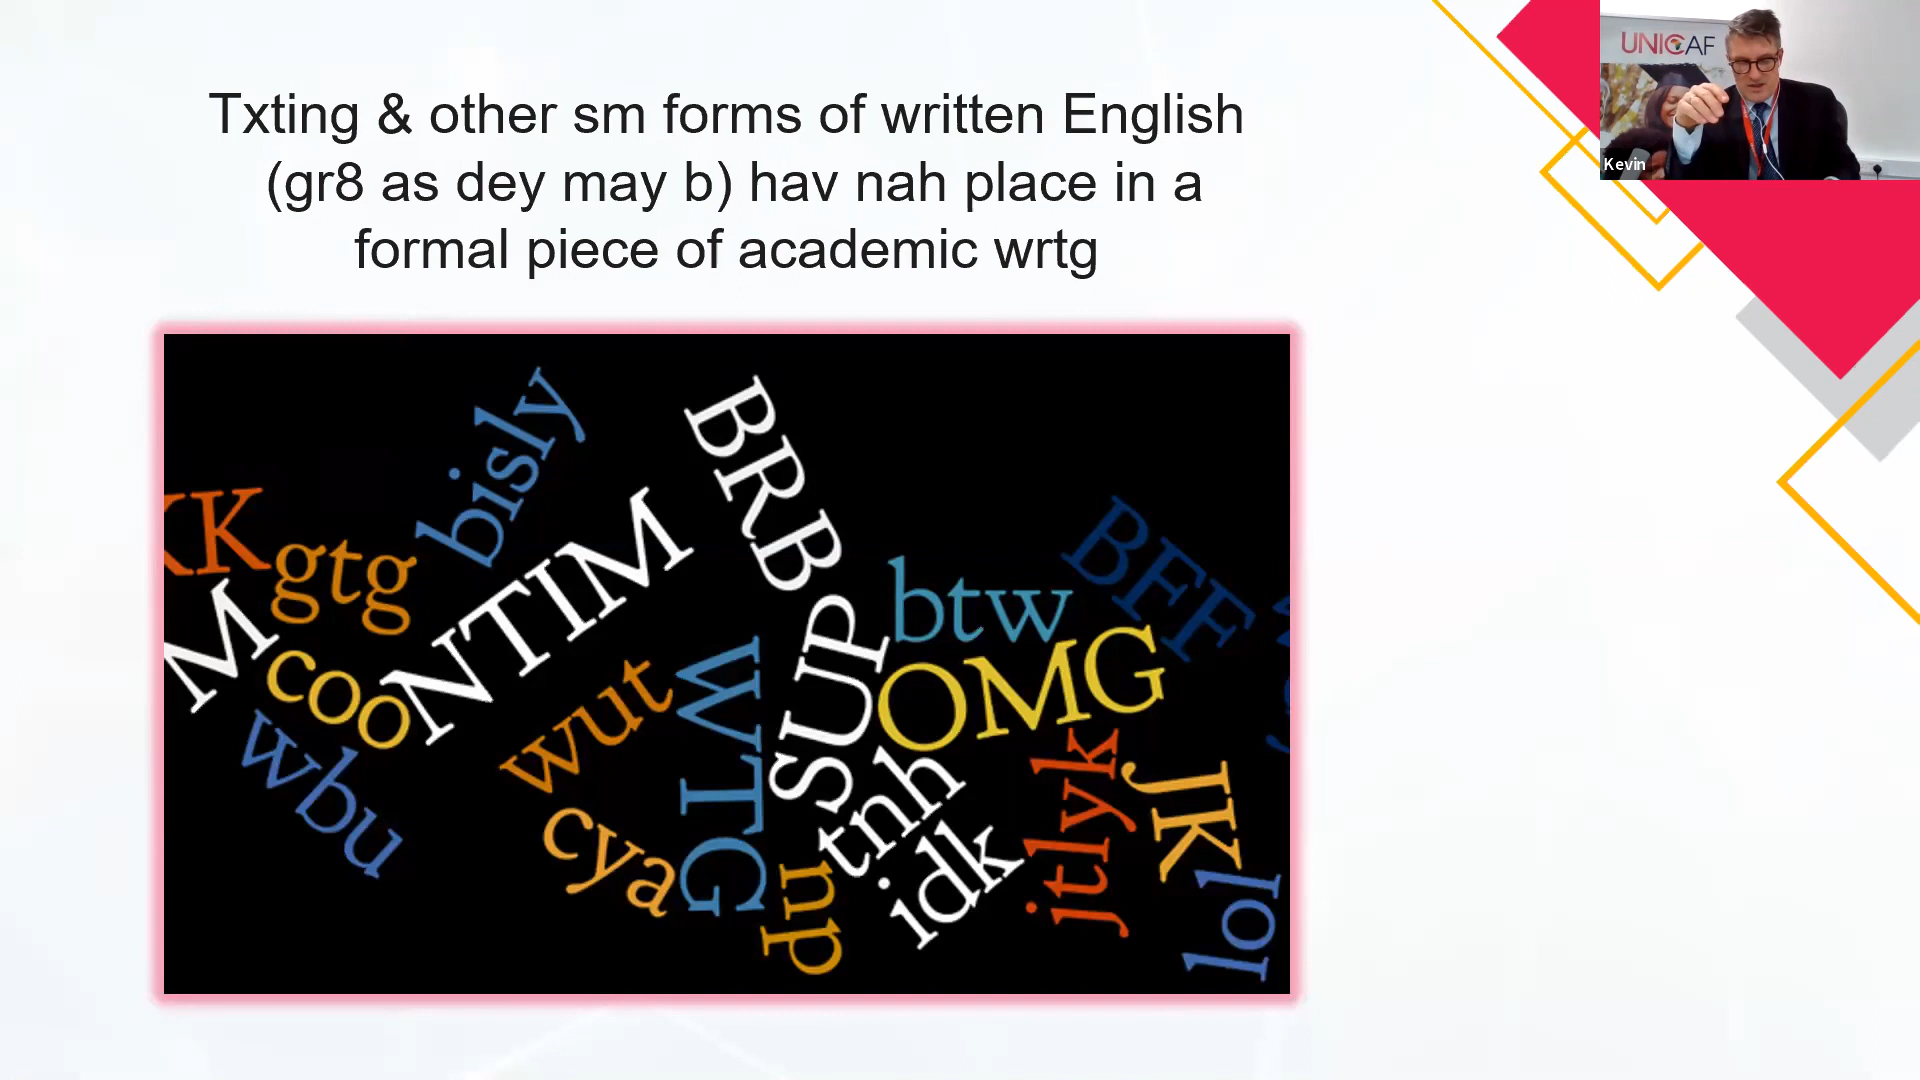 Txting & other sm forms of written English
(gr8 as dey may b) hav nah place in a
formal piece of academic wrtg
UNICAF
Kevin
bisly
BRB
KK
gtg
NTIM
BFF
btw
M
coo
SUP
OMG
wut
WTG
wbu
tnh
jtlyk
JK
cya
idk
np
lol